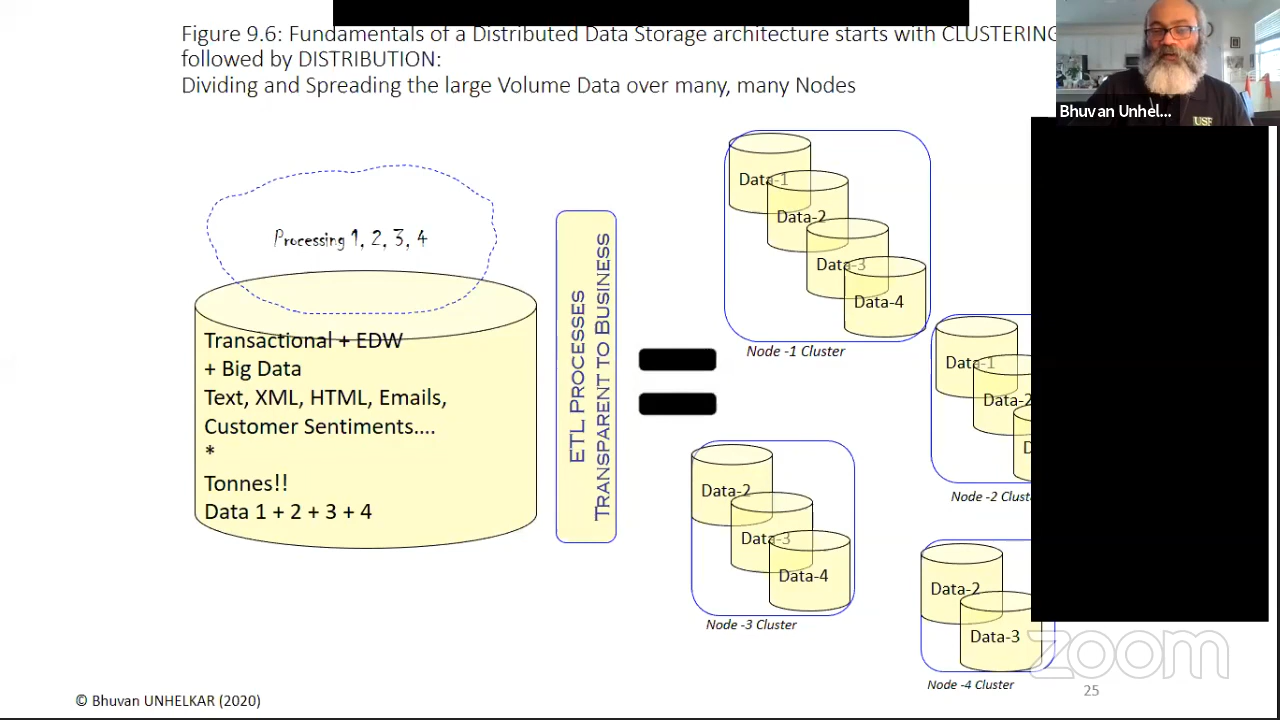 Figure 9.6: Fundamentals of a Distributed Data Storage architecture starts with CLUSTERING
followed by DISTRIBUTION:
Dividing and Spreading the large Volume Data over many, many Nodes
Bhuvan Unhel...
USF
Processing 1, 2, 3, 4
Transactional + EDW
+ Big Data
Text, XML, HTML, Emails,
Customer Sentiments....
*
Tonnes!!
Data 1 + 2 + 3 + 4
ETL PROCESSES
TRANSPARENT TO BUSINESS
Data-1
Data-2
Data-3
Data-4
Node -1 Cluster
Data-1
Data-2
D
Node -2 Clust
Data-2
Data-3
Data-4
Node -3 Cluster
Data-2
Data-3
Node -4 Cluster
zoom
© Bhuvan UNHELKAR (2020)
25